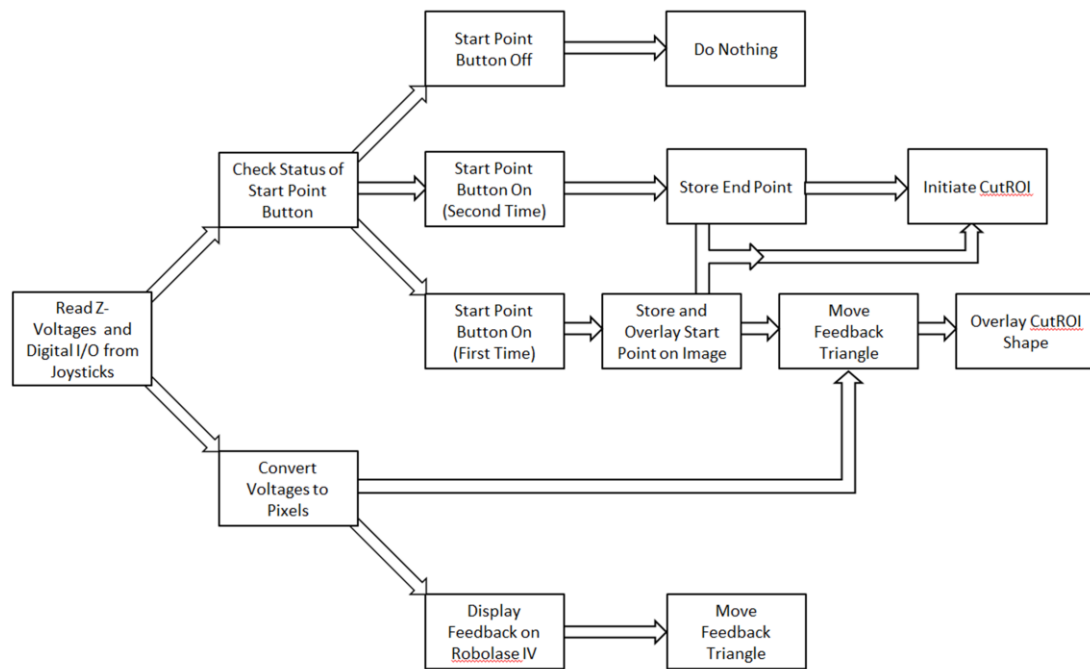 Start Point
Button Off
Do Nothing
Check Status of
Start Point
Button
Start Point
Button On
(Second Time)
Store End Point
Initiate CutROI
Read Z-
Voltages and
Digital I/O from
Joysticks
Start Point
Button On
(First Time)
Store and
Overlay Start
Point on Image
Move
Feedback
Triangle
Overlay CutROI
Shape
Convert
Voltages to
Pixels
Display
Feedback on
Robolase IV
Move
Feedback
Triangle